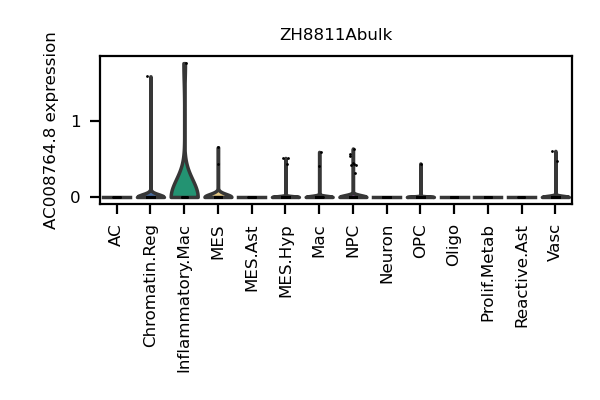 ZH8811Abulk
AC008764.8 expression
1
0
AC
Chromatin.Reg
Inflammatory.Mac
MES
MES.Ast
MES.Hyp
Mac
NPC
Neuron
OPC
Oligo
Prolif.Metab
Reactive.Ast
Vasc